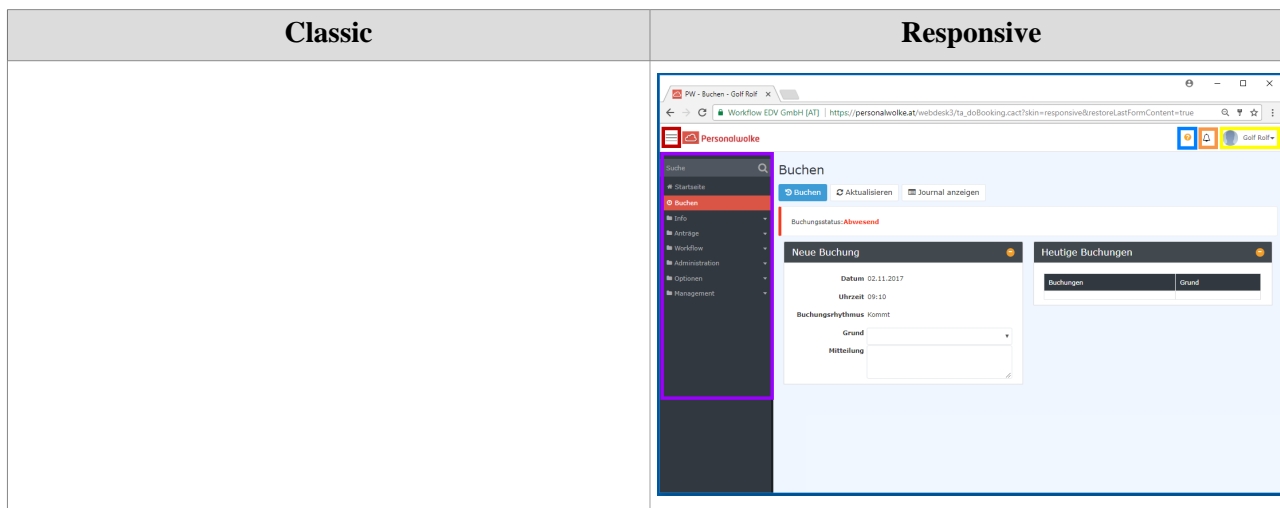 Classic Responsive
PW - Buchen - Golf Rolf
Workflow EDV GmbH [AT] | https://personalwolke.at/webdesk3/ta_doBooking.cact?skin=responsive&restoreLastFormContent=true
Personalwolke Golf Rolf
Suche
Startseite
Buchen
Info
Anträge
Workflow
Administration
Optionen
Management
Buchen
Buchen Aktualisieren Journal anzeigen
Buchungsstatus:Abwesend
Neue Buchung
Datum 02.11.2017
Uhrzeit 09:10
Buchungsrhythmus Kommt
Grund
Mitteilung
Heutige Buchungen
Buchungen Grund